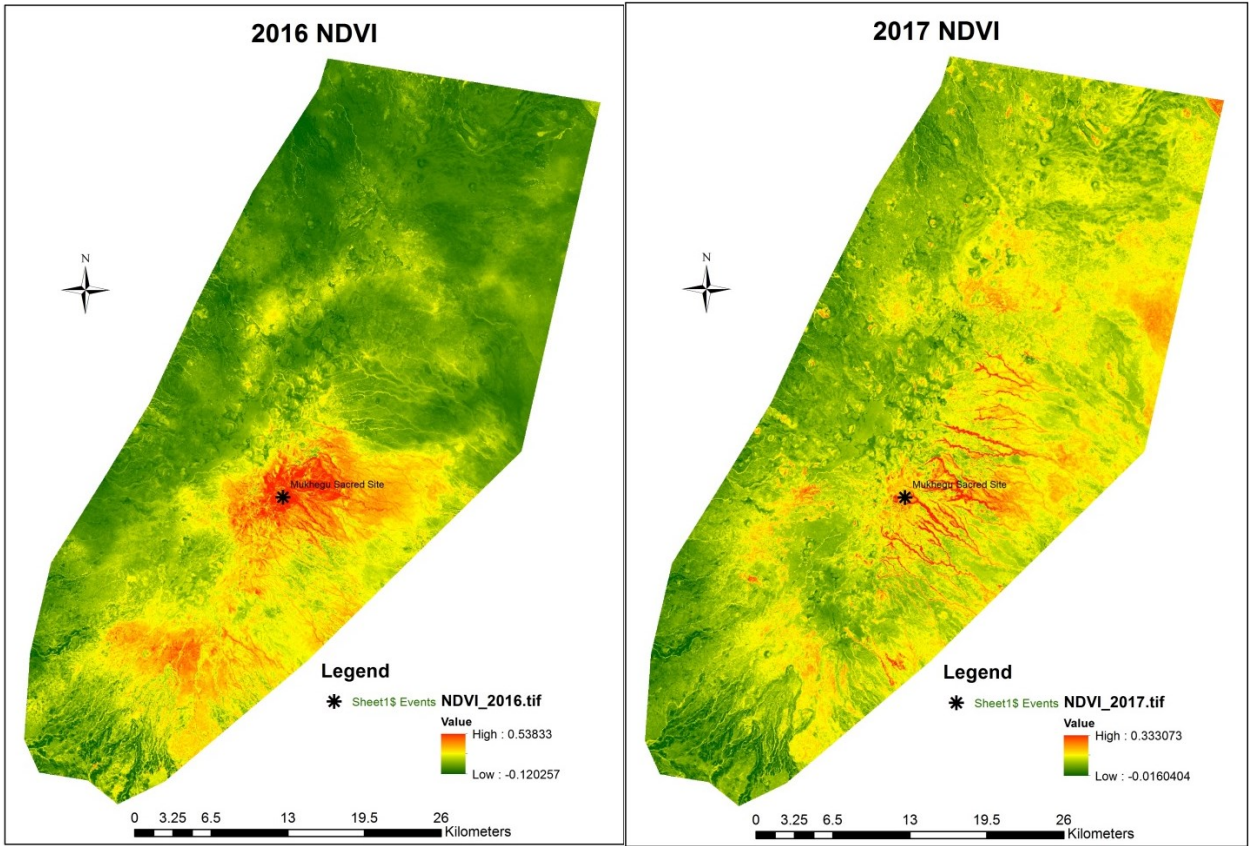 2016 NDVI
N
Mukhegu Sacred Site
Legend
Sheet1$ Events NDVI_2016.tif
Value
High : 0.53833
Low : -0.120257
0 3.25 6.5 13 19.5 26
Kilometers
2017 NDVI
N
Mukhegu Sacred Site
Legend
Sheet1$ Events NDVI_2017.tif
Value
High : 0.333073
Low : -0.0160404
0 3.25 6.5 13 19.5 26
Kilometers